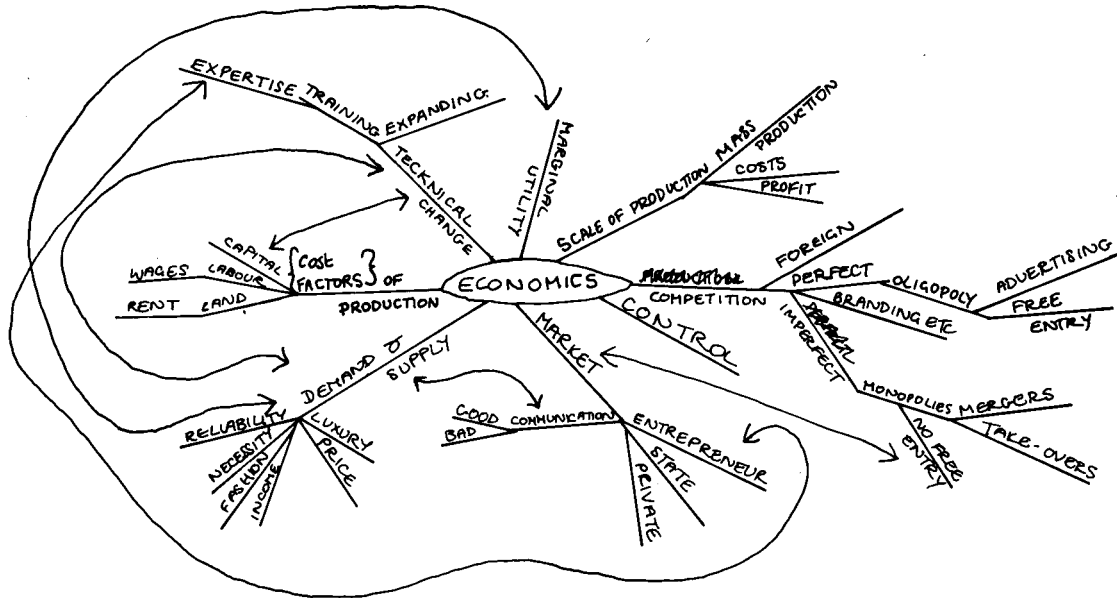 EXPERTISE
TRAINING
EXPANDING
TECKNICAL
CHANGE
MARGINAL
UTILITY
SCALE OF PRODUCTION
MASS
PRODUCTION
COSTS
PROFIT
CAPITAL
WAGES
LABOUR
RENT
LAND
{Cost
FACTORS} OF
PRODUCTION
ECONOMICS
COMPETITION
FOREIGN
PERFECT
OLIGOPOLY
ADVERTISING
FREE
ENTRY
BRANDING ETC
IMPERFECT
MONOPOLIES
MERGERS
TAKE-OVERS
NO FREE
ENTRY
CONTROL
MARKET
ENTREPRENEUR
STATE
PRIVATE
COMMUNICATION
GOOD
BAD
DEMAND &
SUPPLY
RELIABILITY
NECESSITY
FASHION
INCOME
LUXURY
PRICE